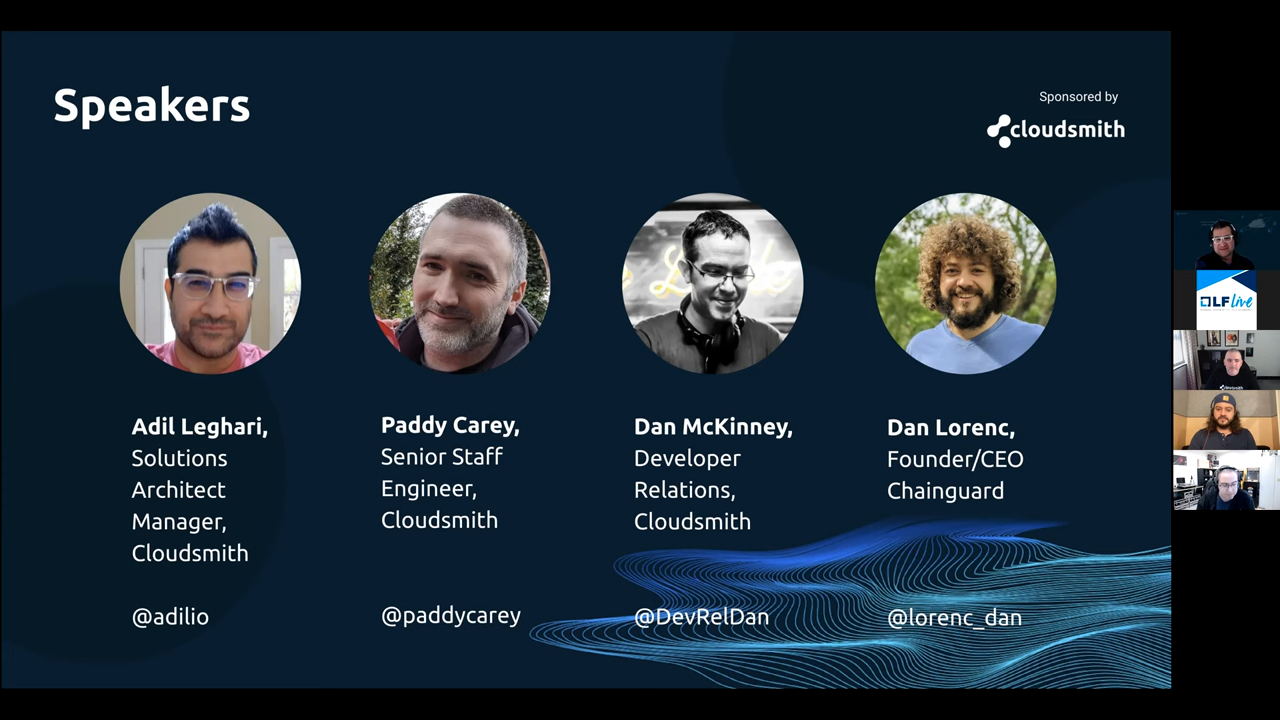 Speakers
Sponsored by
cloudsmith
Adil Leghari,
Solutions
Architect
Manager,
Cloudsmith
@adilio
Paddy Carey,
Senior Staff
Engineer,
Cloudsmith
@paddycarey
Dan McKinney,
Developer
Relations,
Cloudsmith
@DevRelDan
Dan Lorenc,
Founder/CEO
Chainguard
@lorenc_dan
LF live